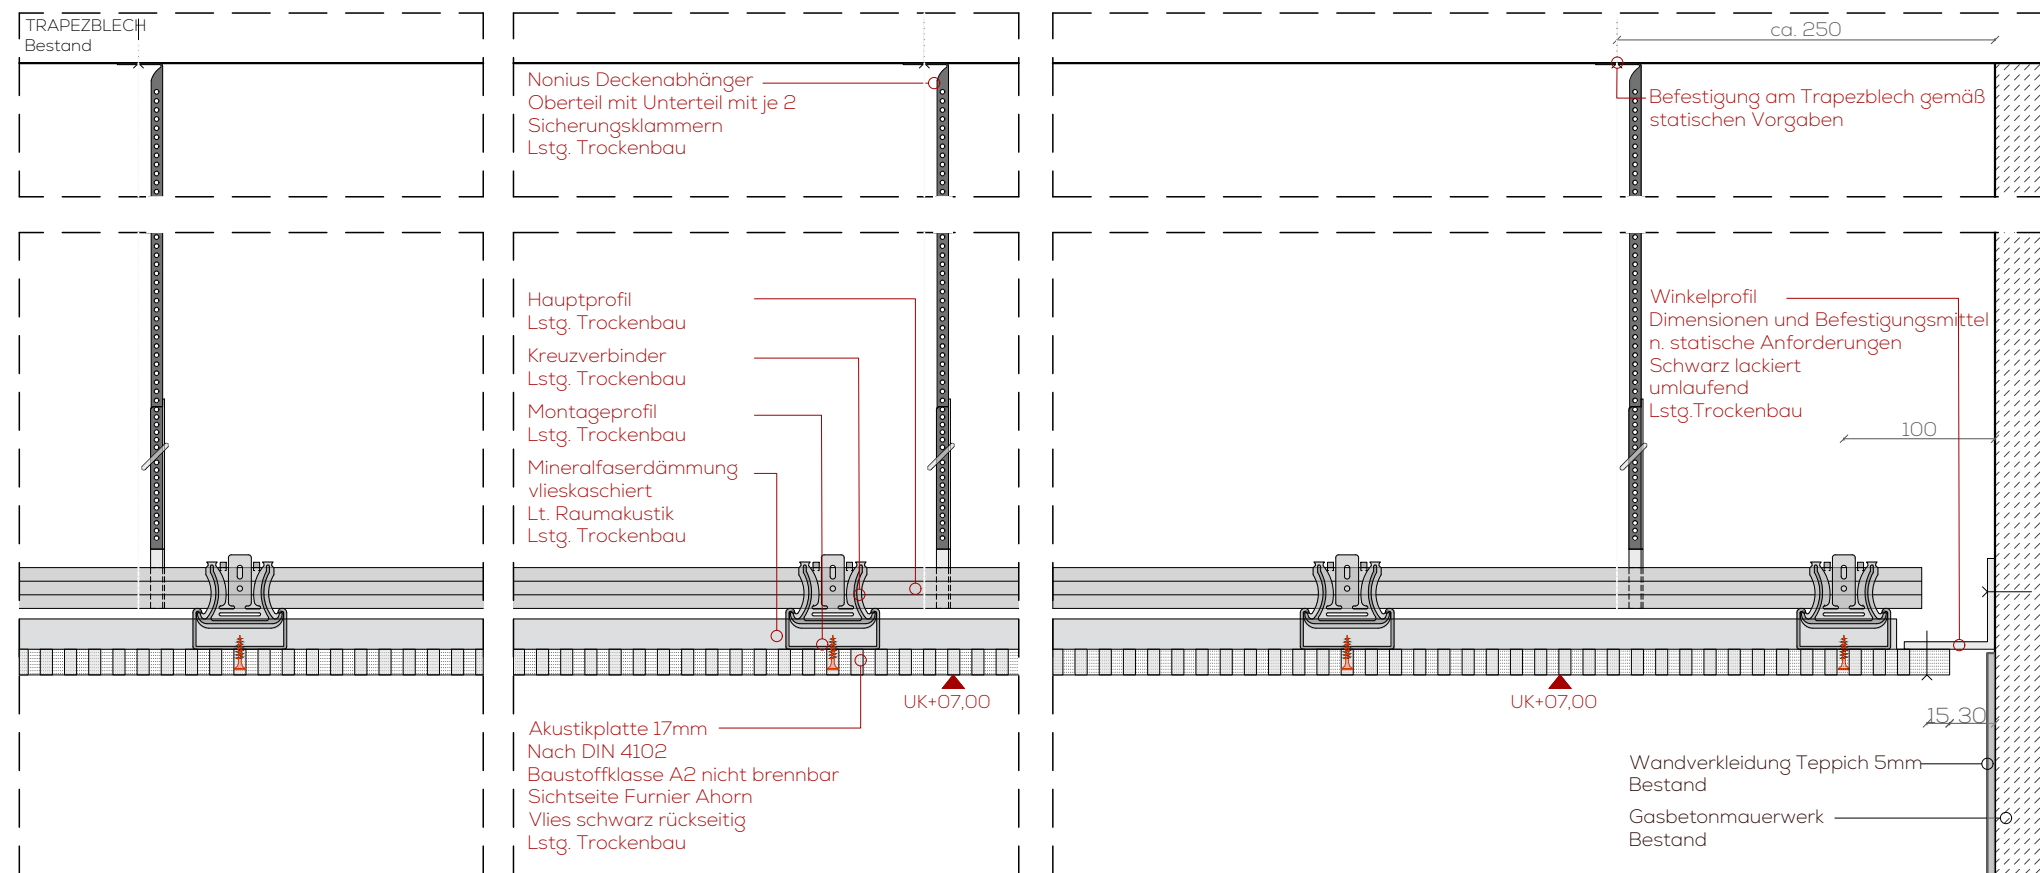 TRAPEZBLECH
Bestand
Nonius Deckenabhänger
Oberteil mit Unterteil mit je 2
Sicherungsklammern
Lstg. Trockenbau
ca. 250
Befestigung am Trapezblech gemäß
statischen Vorgaben
Hauptprofil
Lstg. Trockenbau
Kreuzverbinder
Lstg. Trockenbau
Montageprofil
Lstg. Trockenbau
Mineralfaserdämmung
vlieskaschiert
Lt. Raumakustik
Lstg. Trockenbau
Winkelprofil
Dimensionen und Befestigungsmittel
n. statische Anforderungen
Schwarz lackiert
umlaufend
Lstg.Trockenbau
100
UK+07,00
UK+07,00
15 30
Akustikplatte 17mm
Nach DIN 4102
Baustoffklasse A2 nicht brennbar
Sichtseite Furnier Ahorn
Vlies schwarz rückseitig
Lstg. Trockenbau
Wandverkleidung Teppich 5mm
Bestand
Gasbetonmauerwerk
Bestand